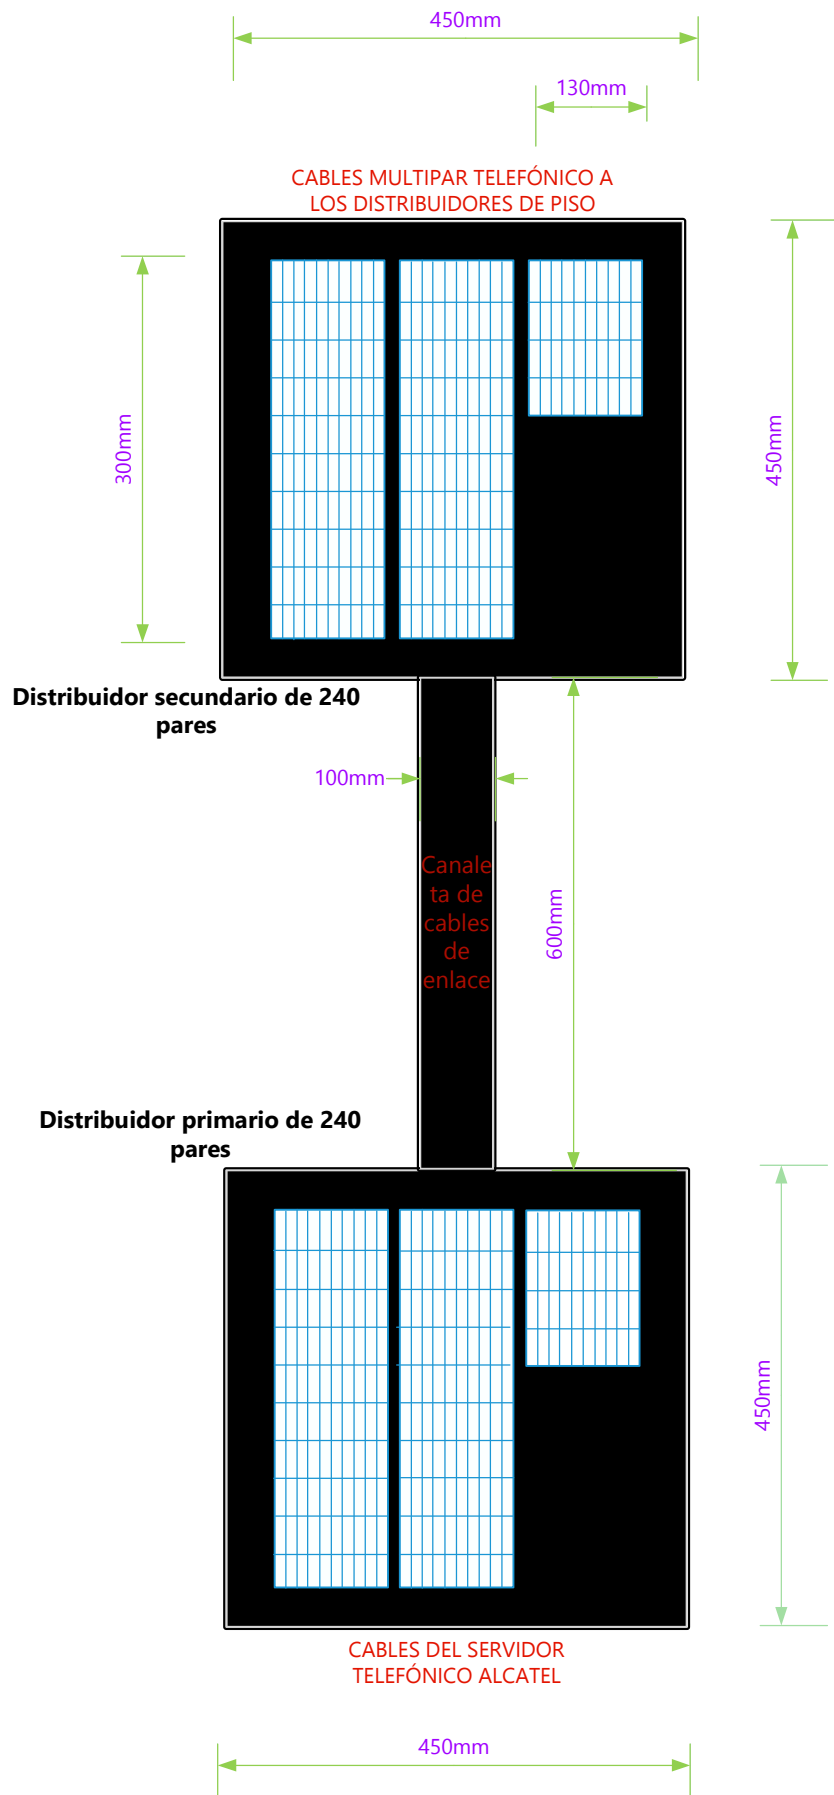 450mm
130mm
CABLES MULTIPAR TELEFÓNICO A
LOS DISTRIBUIDORES DE PISO
300mm
450mm
Distribuidor secundario de 240
pares
100mm
Canale
ta de
cables
de
enlace
600mm
Distribuidor primario de 240
pares
450mm
CABLES DEL SERVIDOR
TELEFÓNICO ALCATEL
450mm